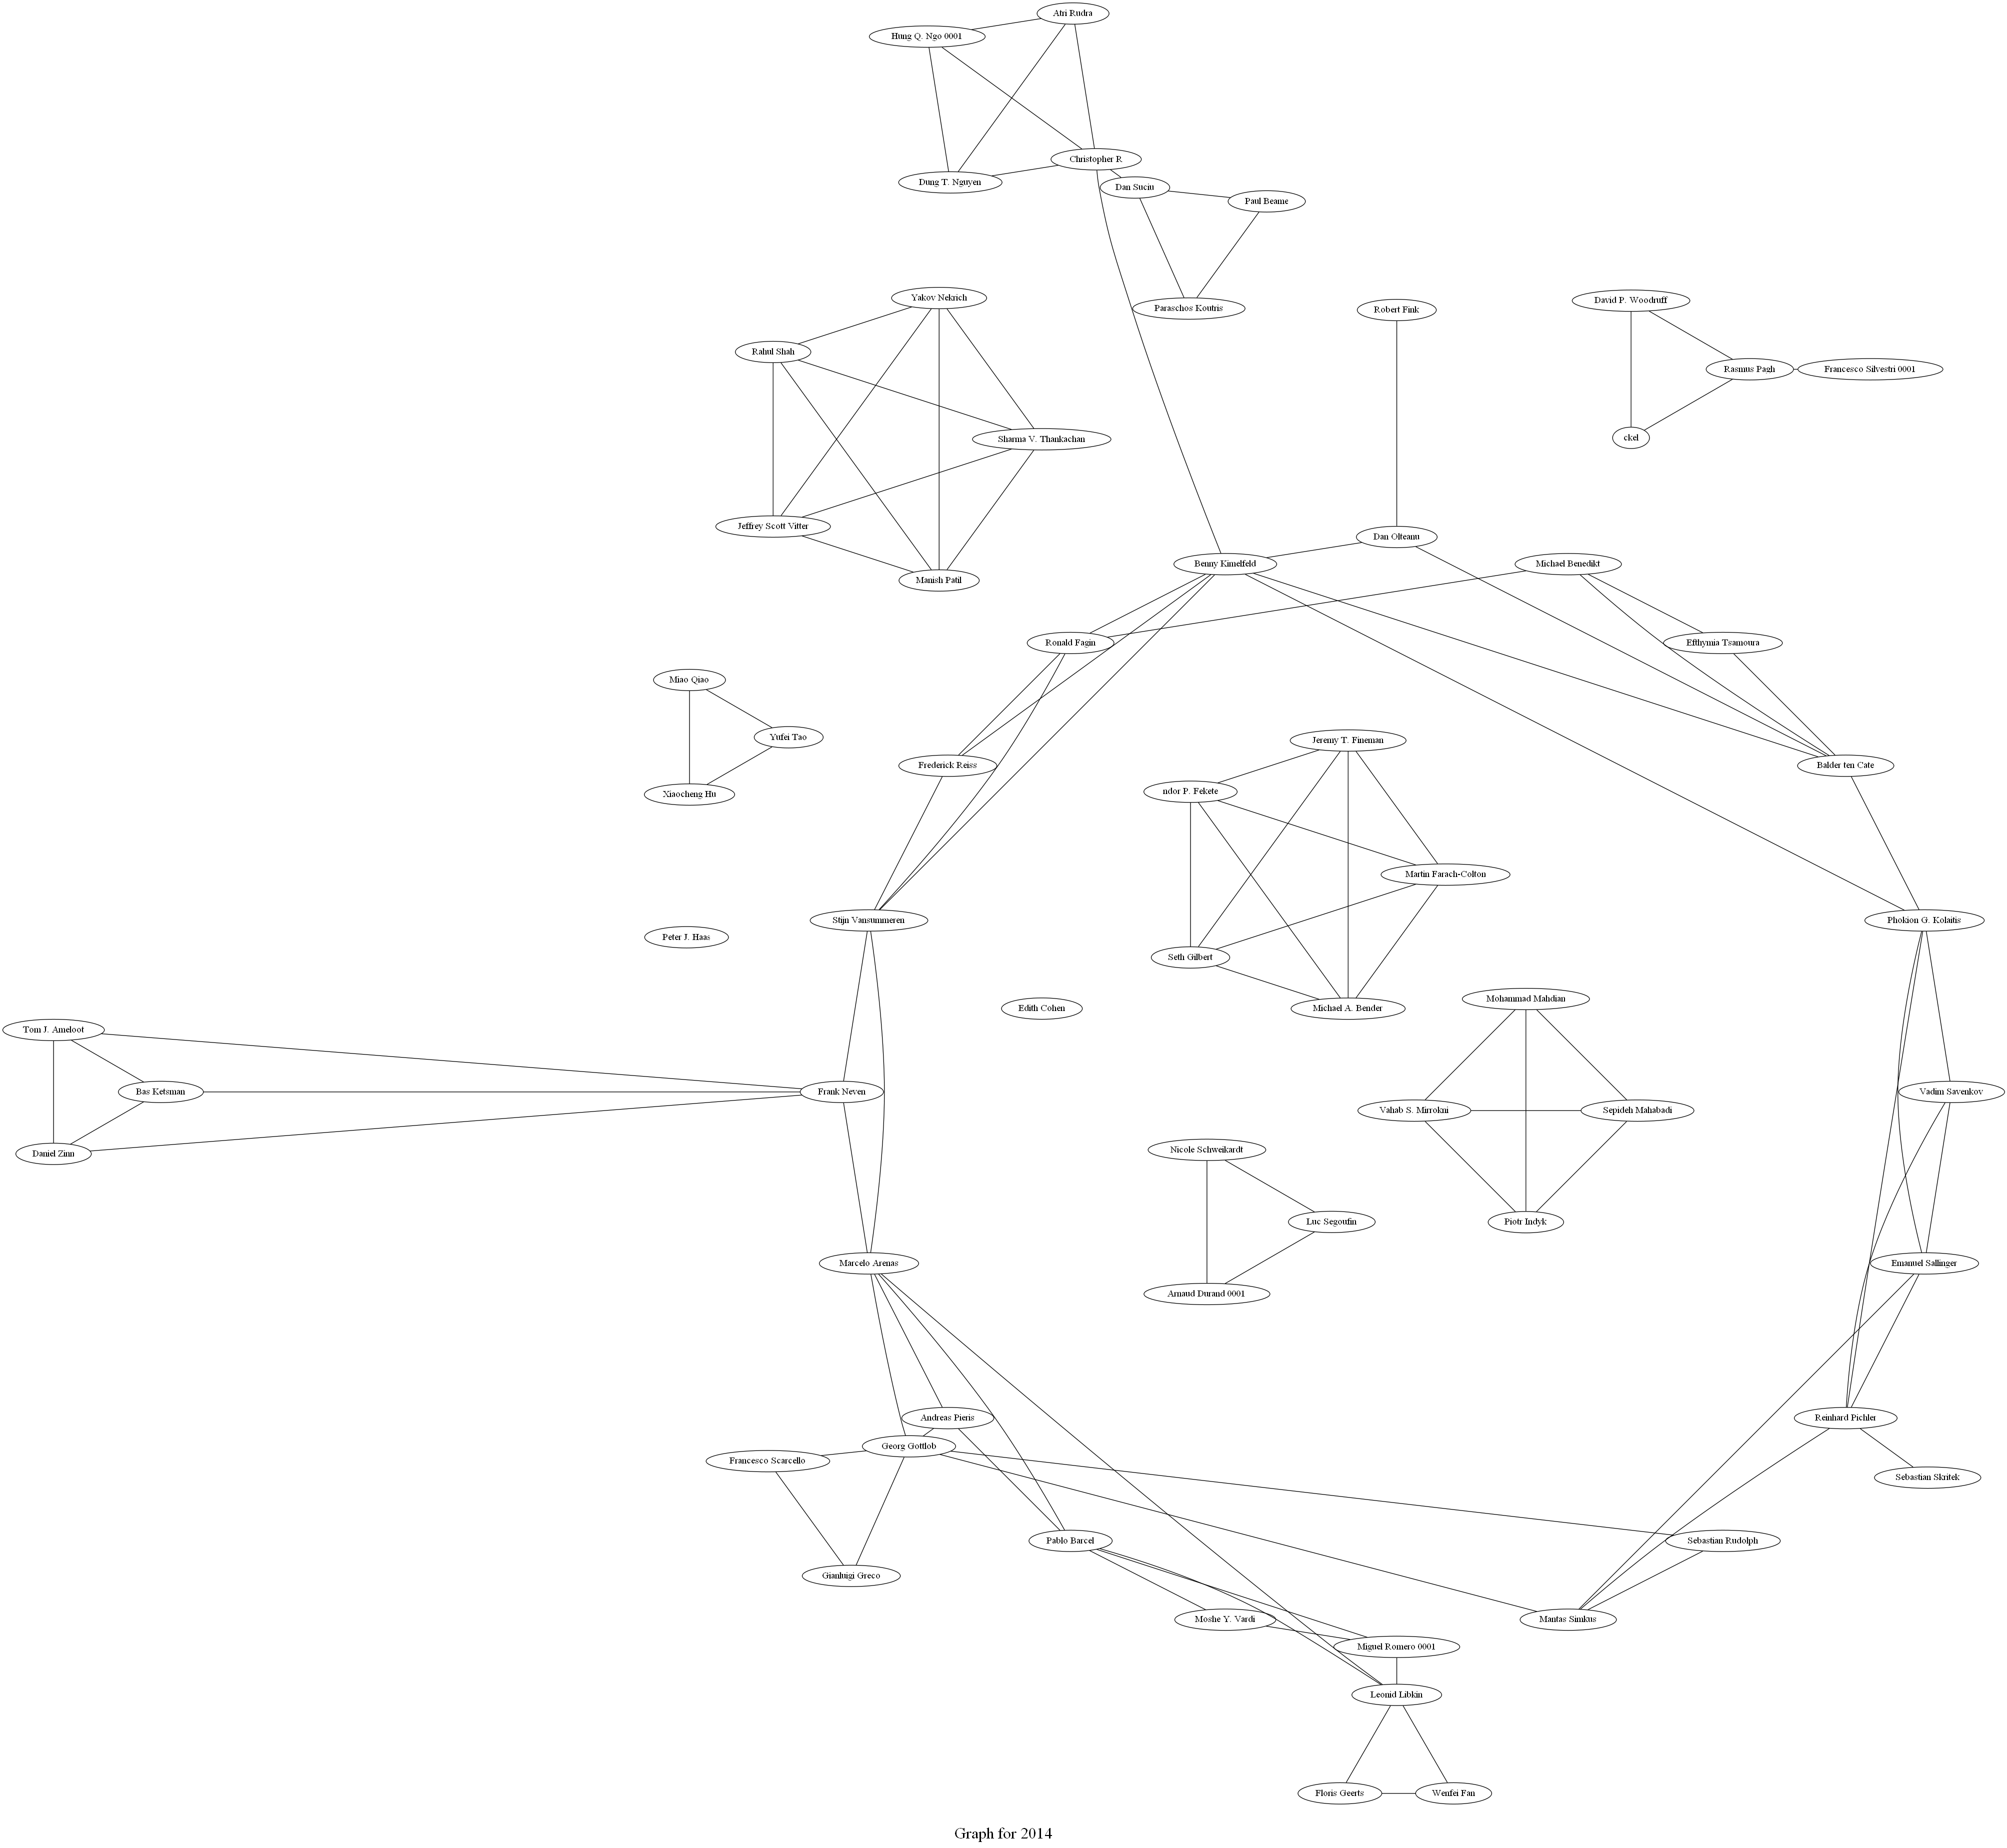 Atri Rudra
Hung Q. Ngo 0001
Christopher R
Dung T. Nguyen
Dan Suciu
Paul Beame
Yakov Nekrich
Paraschos Koutris
Robert Fink
David P. Woodruff
Rahul Shah
Rasmus Pagh
Francesco Silvestri 0001
Sharma V. Thankachan
ckel
Jeffrey Scott Vitter
Dan Olteanu
Manish Patil
Benny Kimelfeld
Michael Benedikt
Ronald Fagin
Efthymia Tsamoura
Miao Qiao
Yufei Tao
Jeremy T. Fineman
Frederick Reiss
Balder ten Cate
Xiaocheng Hu
ndor P. Fekete
Martin Farach-Colton
Stijn Vansummeren
Phokion G. Kolaitis
Peter J. Haas
Seth Gilbert
Edith Cohen
Michael A. Bender
Mohammad Mahdian
Tom J. Ameloot
Bas Ketsman
Frank Neven
Vadim Savenkov
Vahab S. Mirrokni
Sepideh Mahabadi
Daniel Zinn
Nicole Schweikardt
Luc Segoufin
Piotr Indyk
Marcelo Arenas
Emanuel Sallinger
Arnaud Durand 0001
Andreas Pieris
Reinhard Pichler
Georg Gottlob
Francesco Scarcello
Sebastian Skritek
Pablo Barcel
Sebastian Rudolph
Gianluigi Greco
Moshe Y. Vardi
Mantas Simkus
Miguel Romero 0001
Leonid Libkin
Floris Geerts
Wenfei Fan
Graph for 2014